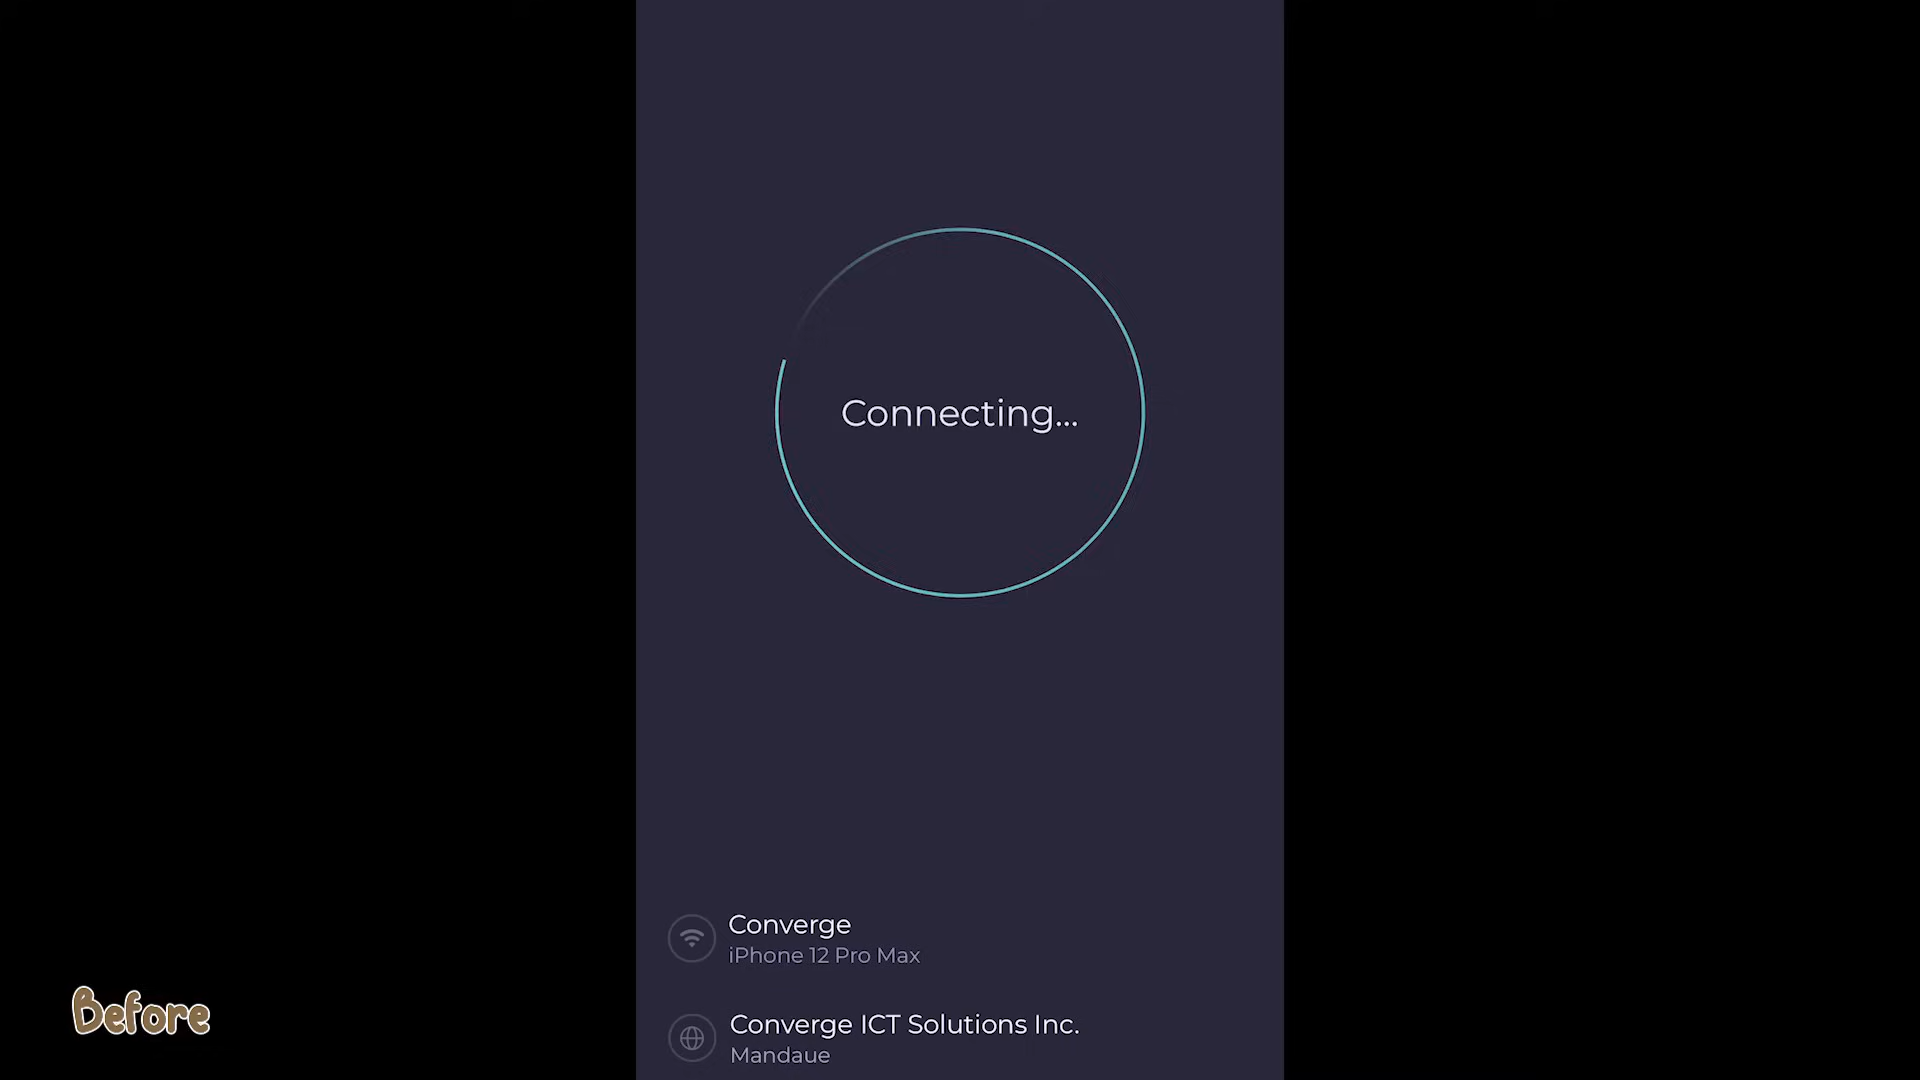 Connecting...
Converge
iPhone 12 Pro Max
Converge ICT Solutions Inc.
Mandaue
Before